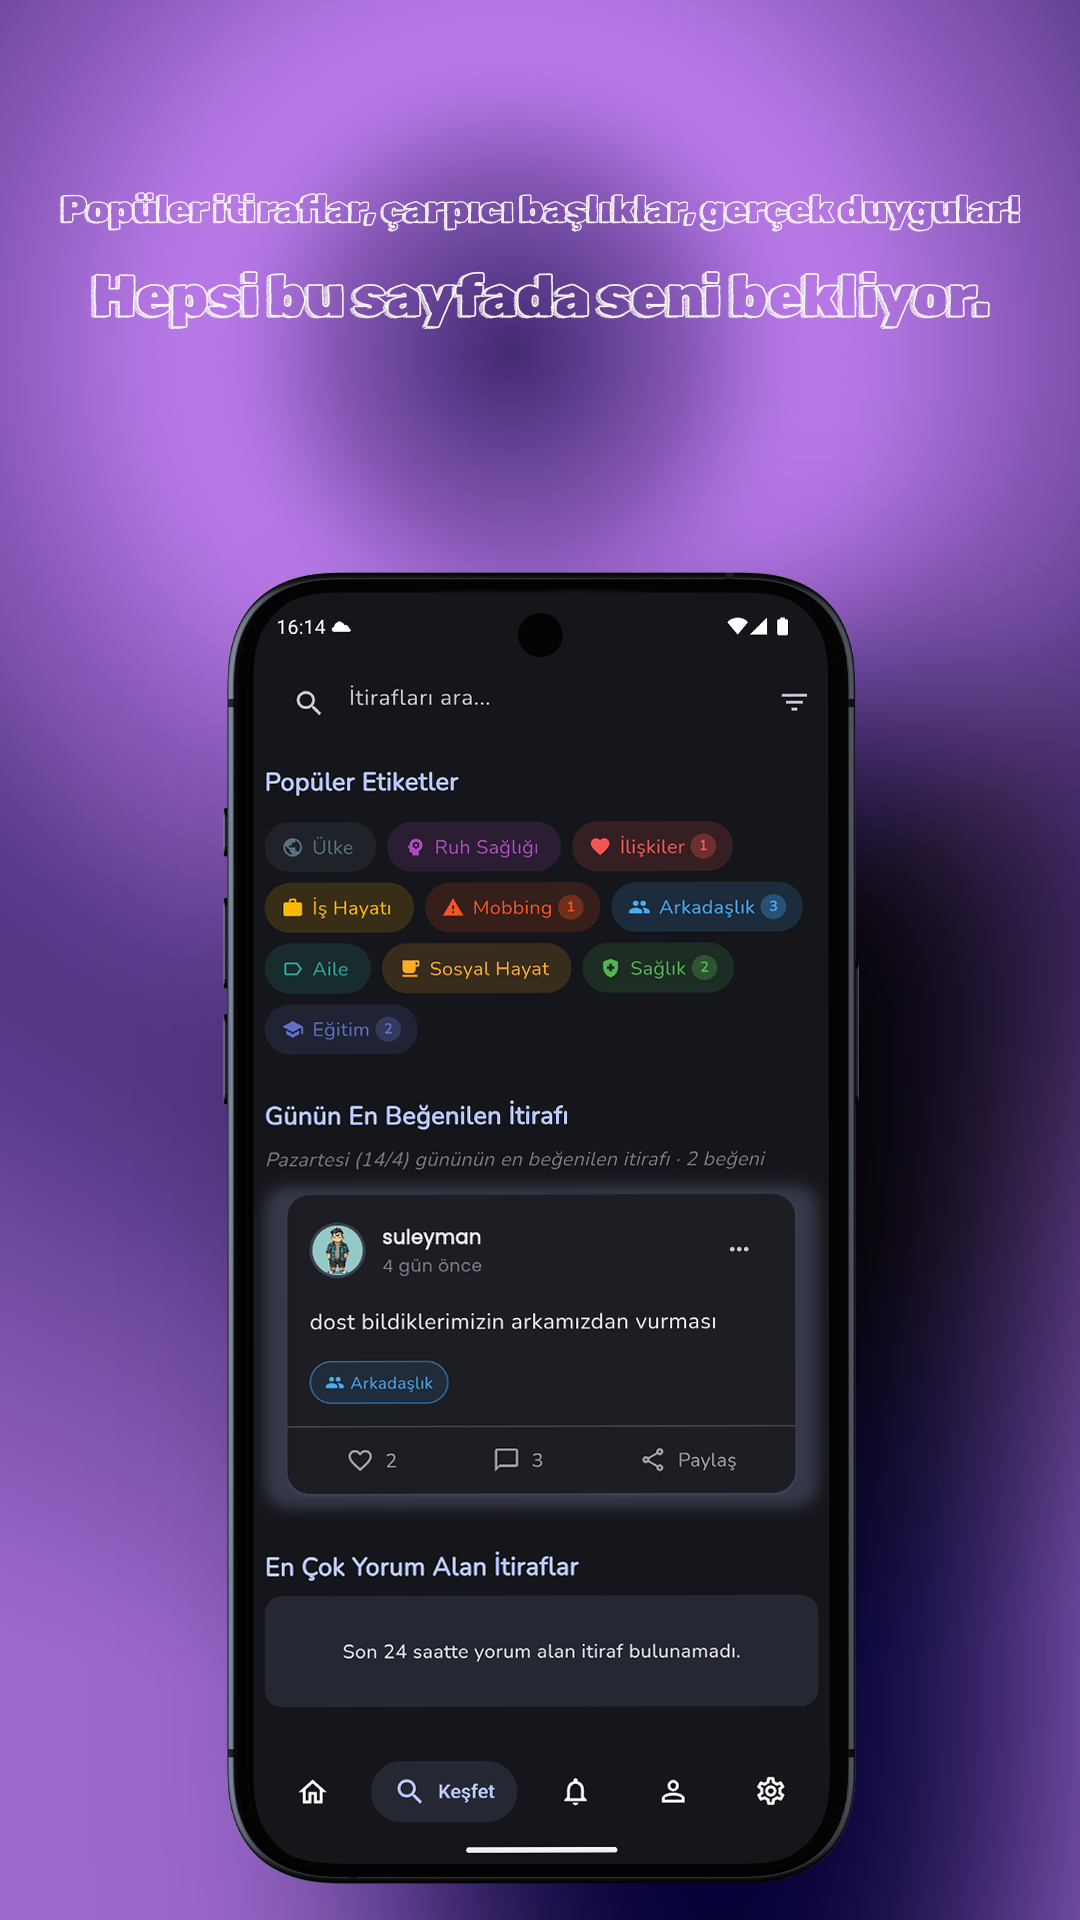 Popüler itiraflar, çarpıcı başlıklar, gerçek duygular!
Hepsi bu sayfada seni bekliyor.
16:14
İtirafları ara...
Popüler Etiketler
Ülke Ruh Sağlığı İlişkiler 1
İş Hayatı Mobbing 1 Arkadaşlık 3
Aile Sosyal Hayat Sağlık 2
Eğitim 2
Günün En Beğenilen İtirafı
Pazartesi (14/4) gününün en beğenilen itirafı · 2 beğeni
suleyman
4 gün önce
dost bildiklerimizin arkamızdan vurması
Arkadaşlık
2 3 Paylaş
En Çok Yorum Alan İtiraflar
Son 24 saatte yorum alan itiraf bulunamadı.
Keşfet